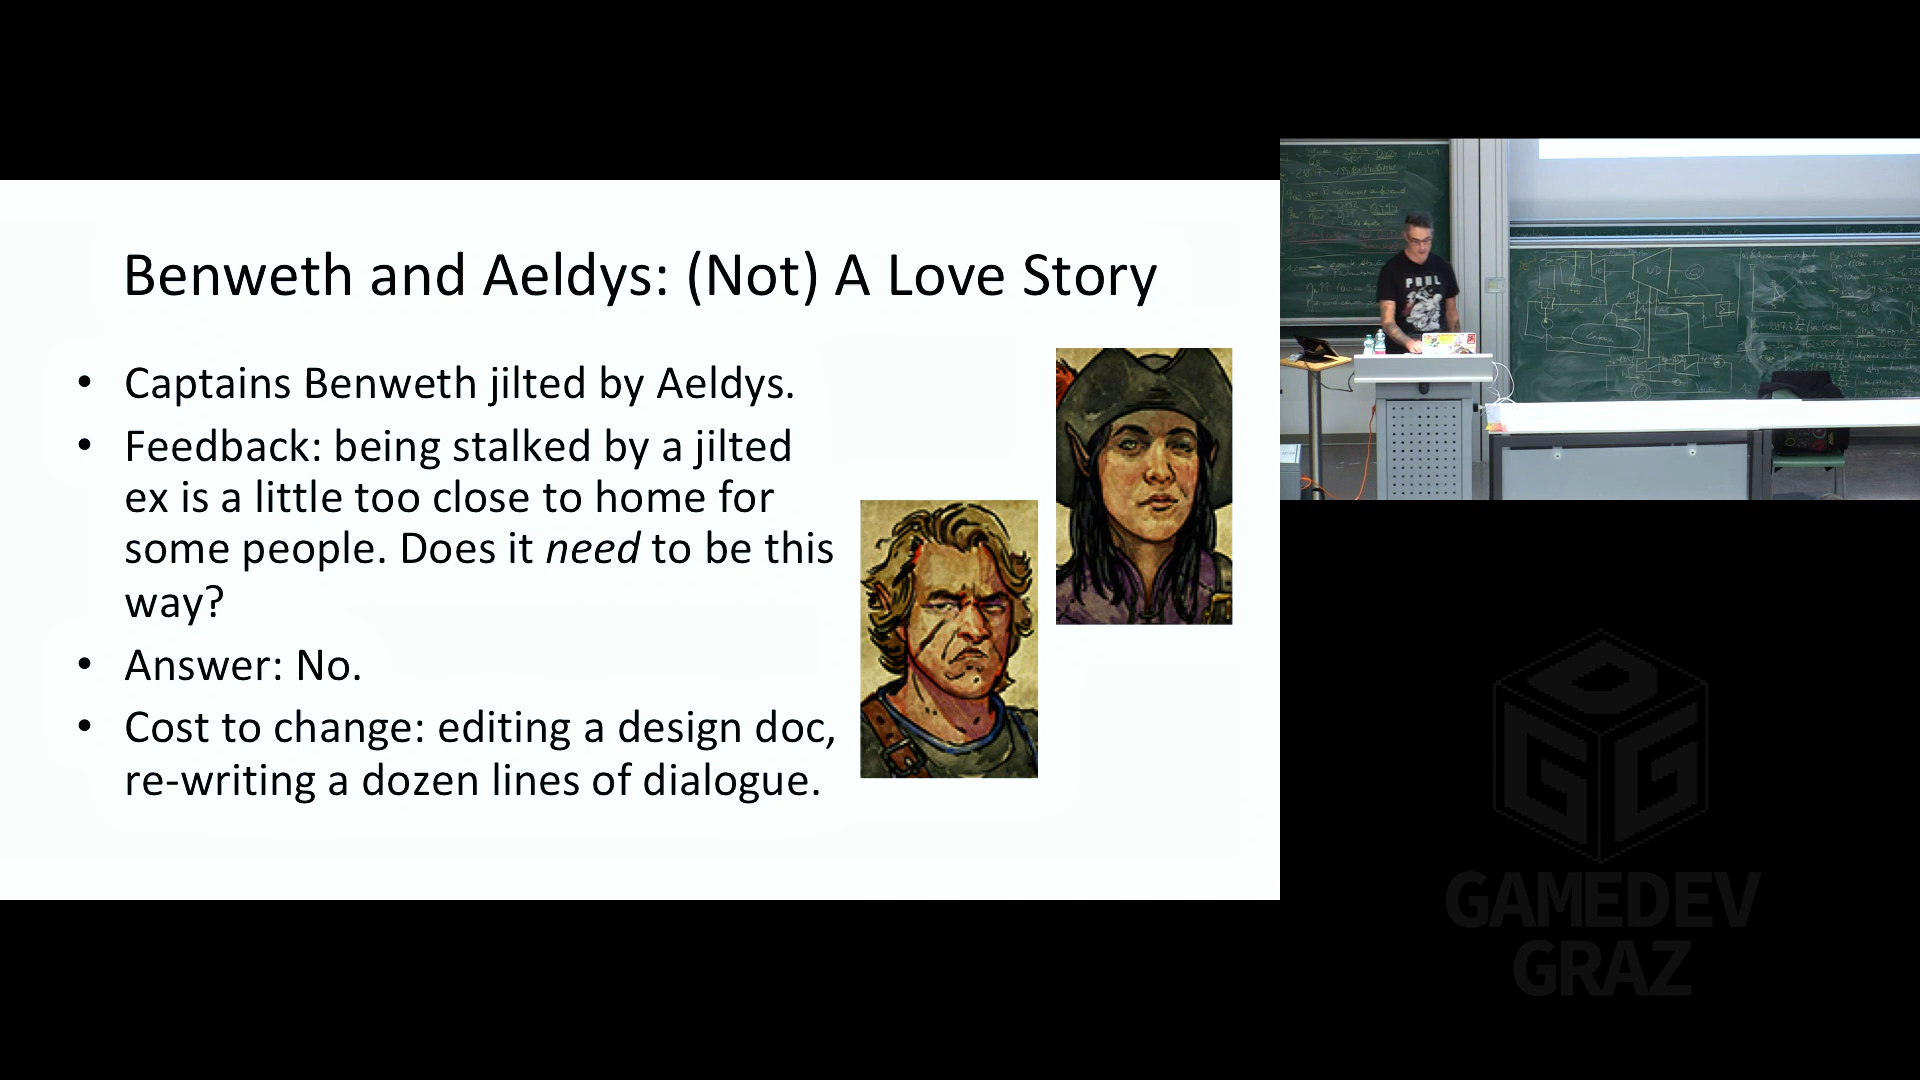 Benweth and Aeldys: (Not) A Love Story
• Captains Benweth jilted by Aeldys.
• Feedback: being stalked by a jilted
ex is a little too close to home for
some people. Does it need to be this
way?
• Answer: No.
• Cost to change: editing a design doc,
re-writing a dozen lines of dialogue.
GAMEDEV
GRAZ